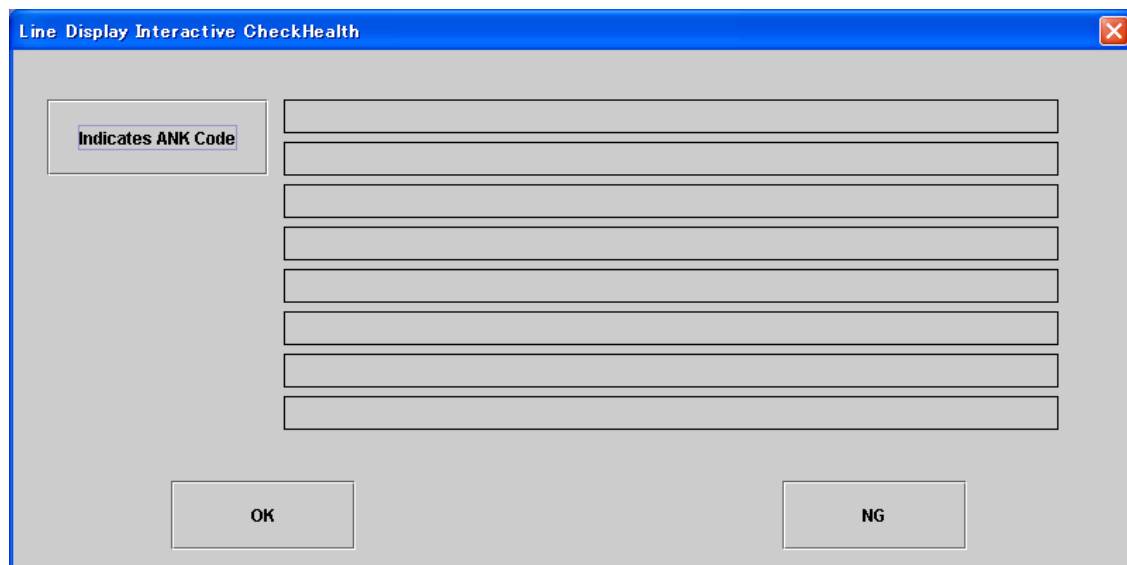 Line Display Interactive CheckHealth
Indicates ANK Code
OK
NG